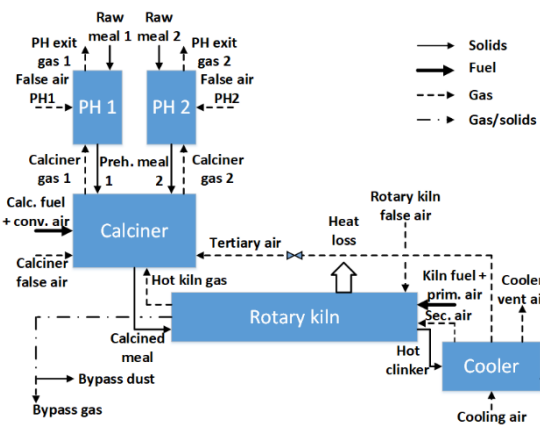 Raw
meal 1
Raw
meal 2
PH exit
gas 1
PH exit
gas 2
False air
PH1
False air
PH2
PH 1
PH 2
Solids
Fuel
Gas
Gas/solids
Calciner
gas 1
Preh. meal
1
2
Calciner
gas 2
Calc. fuel
+ conv. air
Calciner
Calciner
false air
Tertiary air
Heat
loss
Rotary kiln
false air
Hot kiln gas
Kiln fuel +
prim. air
Sec. air
Cooler
vent air
Rotary kiln
Calcined
meal
Hot
clinker
Cooler
Bypass dust
Bypass gas
Cooling air